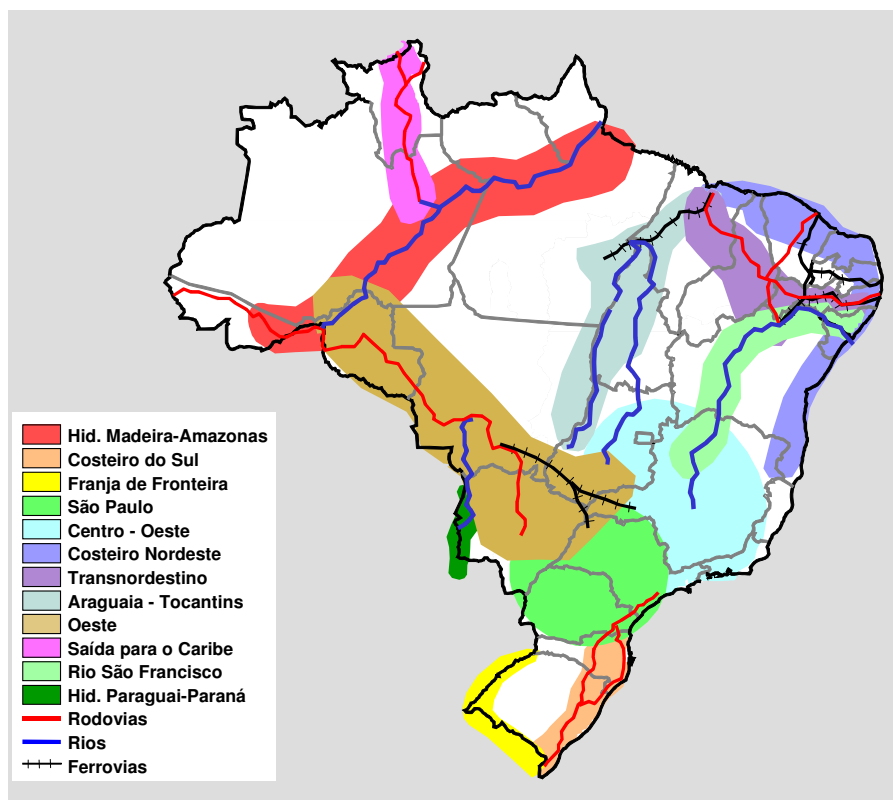 Hid. Madeira-Amazonas
Costeiro do Sul
Franja de Fronteira
São Paulo
Centro - Oeste
Costeiro Nordeste
Transnordestino
Araguaia - Tocantins
Oeste
Saída para o Caribe
Rio São Francisco
Hid. Paraguai-Paraná
Rodovias
Rios
Ferrovias